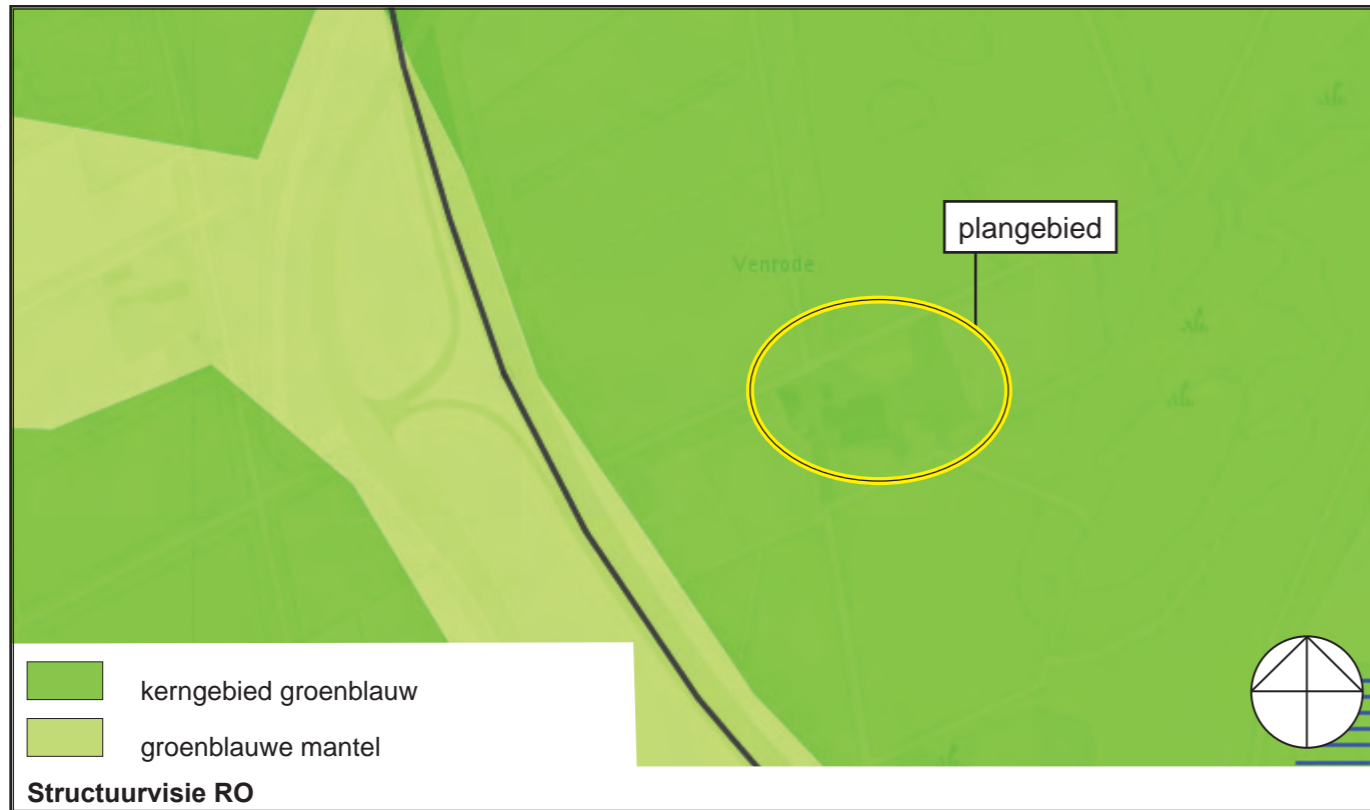 plangebied
Venrode
kerngebied groenblauw
groenblauwe mantel
Structuurvisie RO